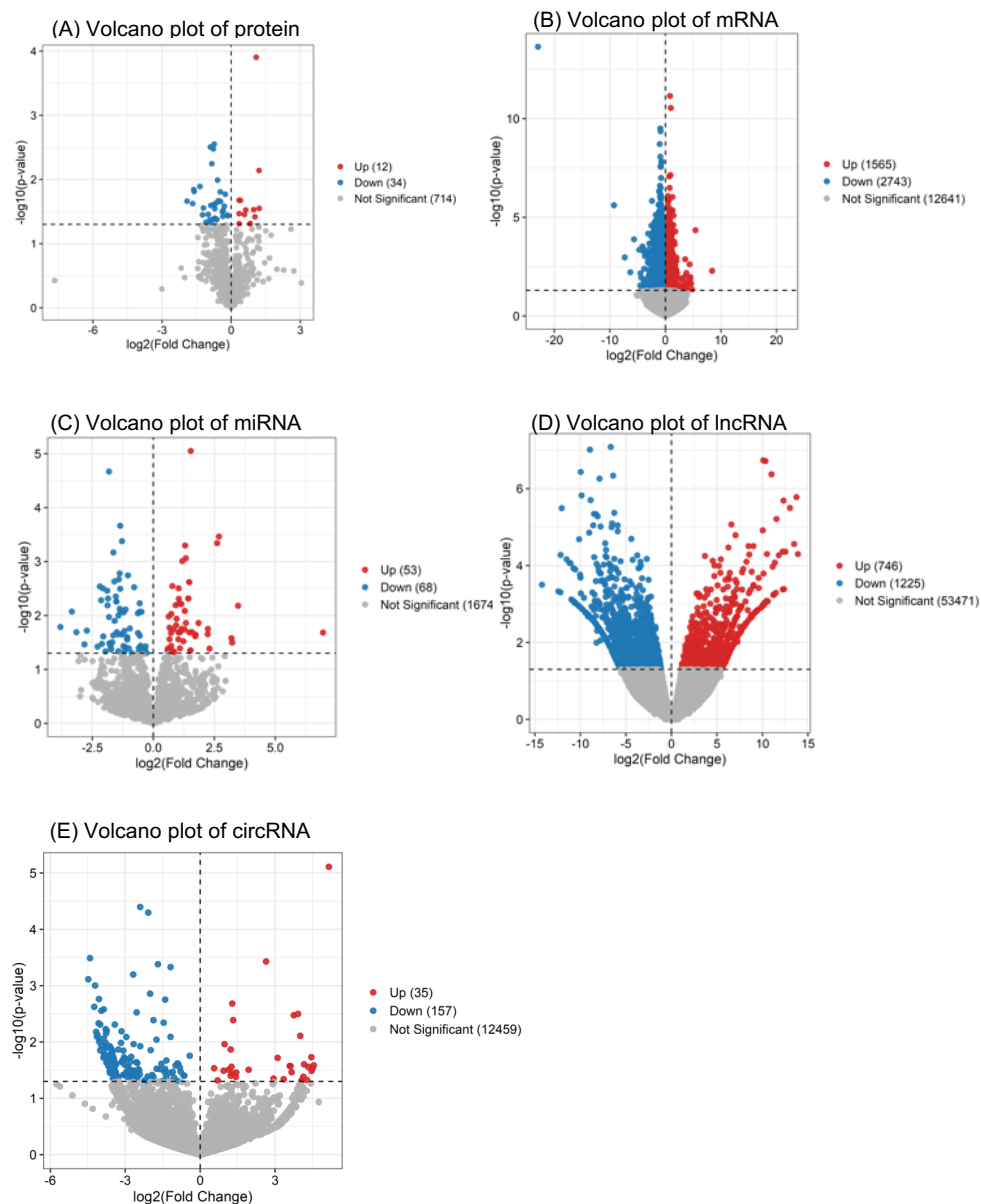 (A) Volcano plot of protein
4
3
2
1
0
-log10(p-value)
-6
-3
0
3
log2(Fold Change)
Up (12)
Down (34)
Not Significant (714)
(B) Volcano plot of mRNA
10
5
0
-log10(p-value)
-20
-10
0
10
20
log2(Fold Change)
Up (1565)
Down (2743)
Not Significant (12641)
(C) Volcano plot of miRNA
5
4
3
2
1
0
-log10(p-value)
-2.5
0.0
2.5
5.0
log2(Fold Change)
Up (53)
Down (68)
Not Significant (1674
(D) Volcano plot of lncRNA
6
4
2
0
-log10(p-value)
-15
-10
-5
0
5
10
15
log2(Fold Change)
Up (746)
Down (1225)
Not Significant (53471)
(E) Volcano plot of circRNA
5
4
3
2
1
0
-log10(p-value)
-6
-3
0
3
log2(Fold Change)
Up (35)
Down (157)
Not Significant (12459)